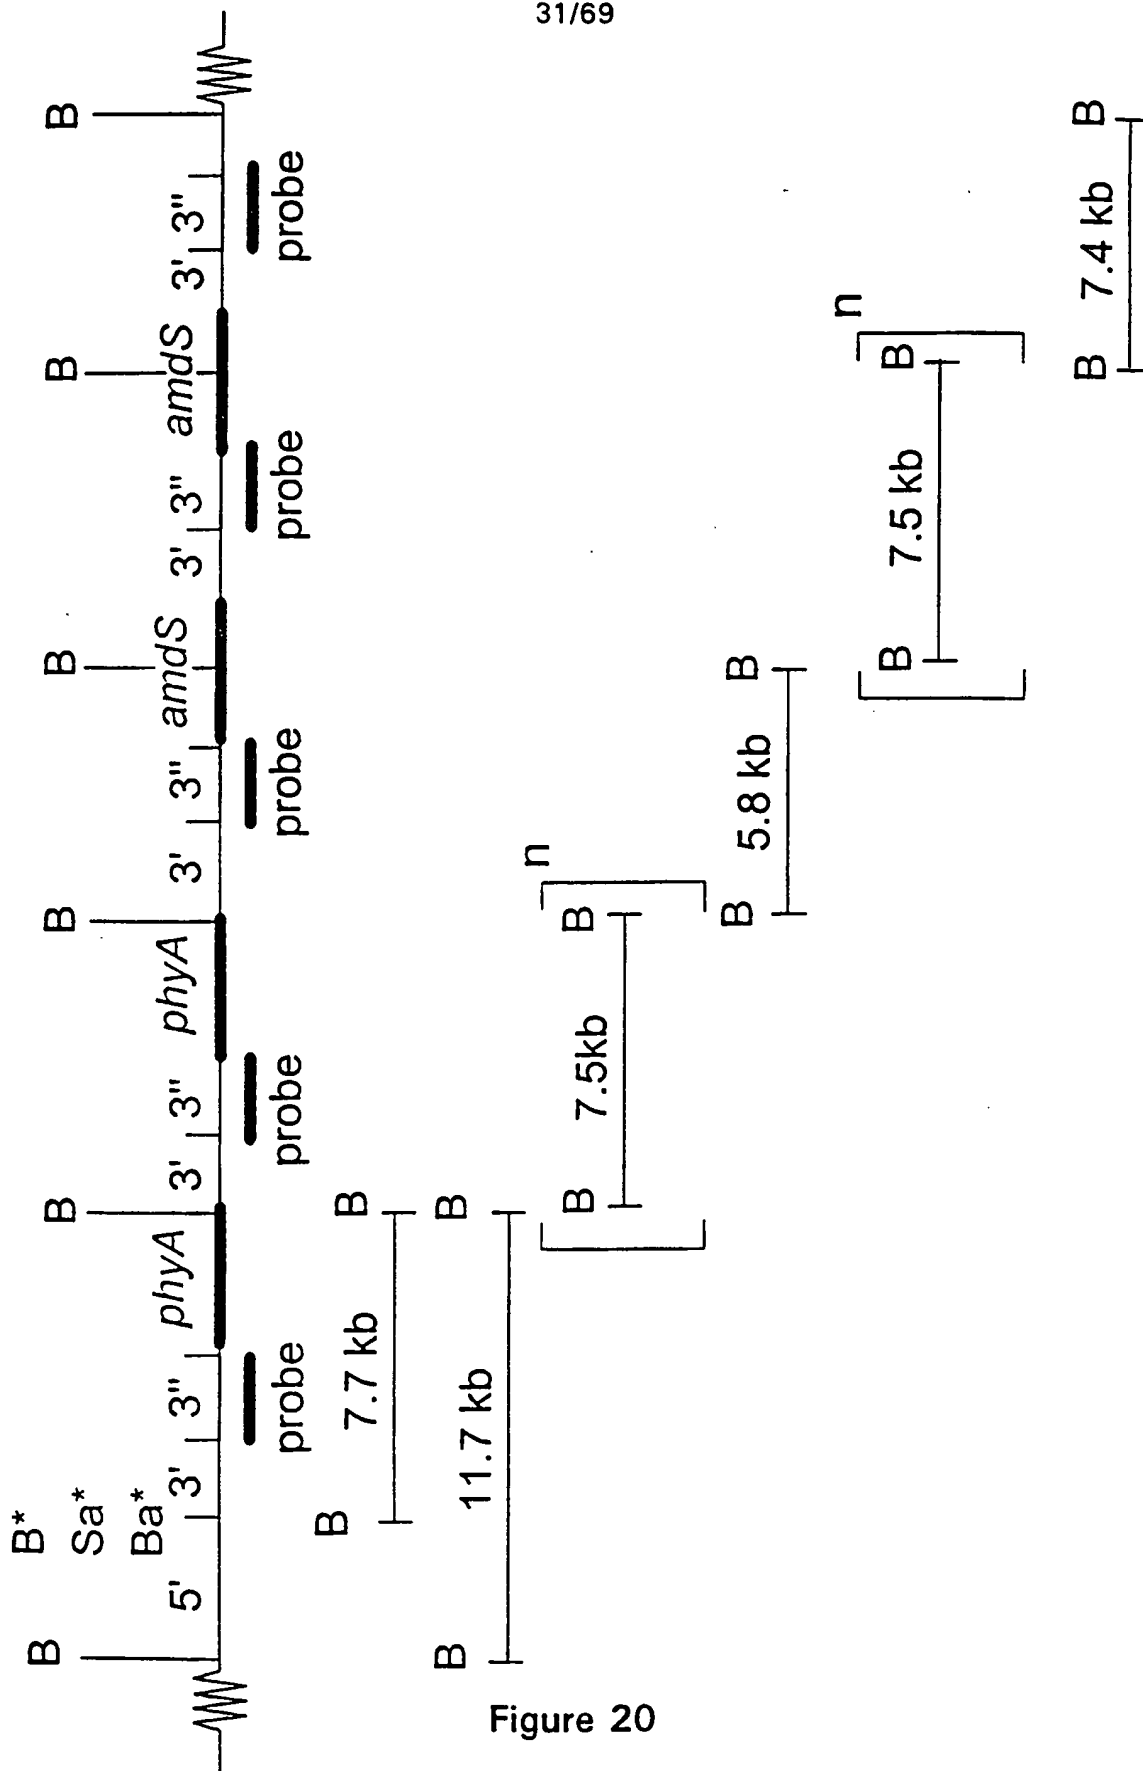 31/69
B B B B B B
B*
Sa*
Ba*
5' 3' 3" phyA 3' 3" phyA 3' 3" amdS 3' 3" amdS 3' 3"
probe probe probe probe probe
B 7.7 kb B
B 11.7 kb B
B 7.5kb B n
B 5.8 kb B
B 7.5 kb B n
B 7.4 kb B
Figure 20